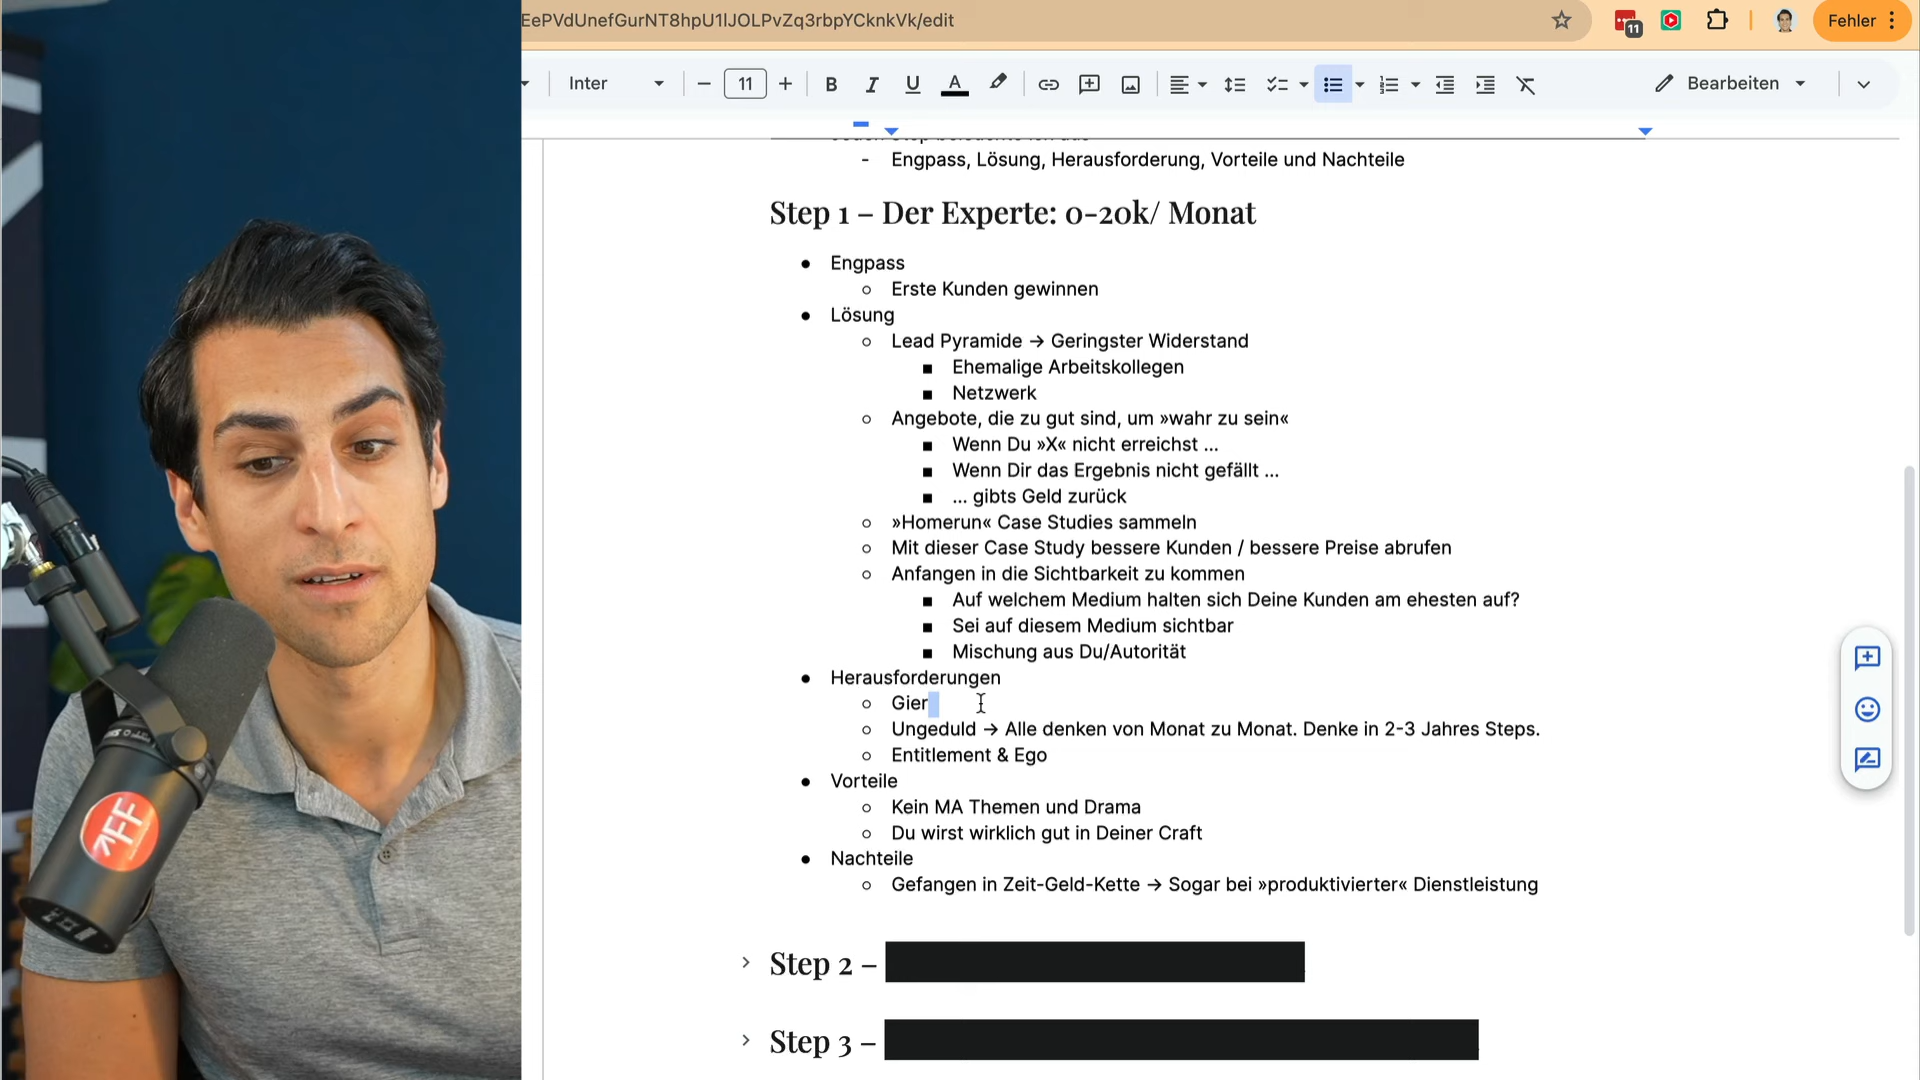 EePVdUnefGurNT8hpU1lJOLPvZq3rbpYCknkVk/edit
11
Fehler
Inter
11
B I U A
Bearbeiten
- Engpass, Lösung, Herausforderung, Vorteile und Nachteile
Step 1 – Der Experte: 0-20k/ Monat
● Engpass
○ Erste Kunden gewinnen
● Lösung
○ Lead Pyramide → Geringster Widerstand
■ Ehemalige Arbeitskollegen
■ Netzwerk
○ Angebote, die zu gut sind, um »wahr zu sein«
■ Wenn Du »X« nicht erreichst ...
■ Wenn Dir das Ergebnis nicht gefällt ...
■ ... gibts Geld zurück
○ »Homerun« Case Studies sammeln
○ Mit dieser Case Study bessere Kunden / bessere Preise abrufen
○ Anfangen in die Sichtbarkeit zu kommen
■ Auf welchem Medium halten sich Deine Kunden am ehesten auf?
■ Sei auf diesem Medium sichtbar
■ Mischung aus Du/Autorität
● Herausforderungen
○ Gier
○ Ungeduld → Alle denken von Monat zu Monat. Denke in 2-3 Jahres Steps.
○ Entitlement & Ego
● Vorteile
○ Kein MA Themen und Drama
○ Du wirst wirklich gut in Deiner Craft
● Nachteile
○ Gefangen in Zeit-Geld-Kette → Sogar bei »produktivierter« Dienstleistung
Step 2 –
Step 3 –
AFF